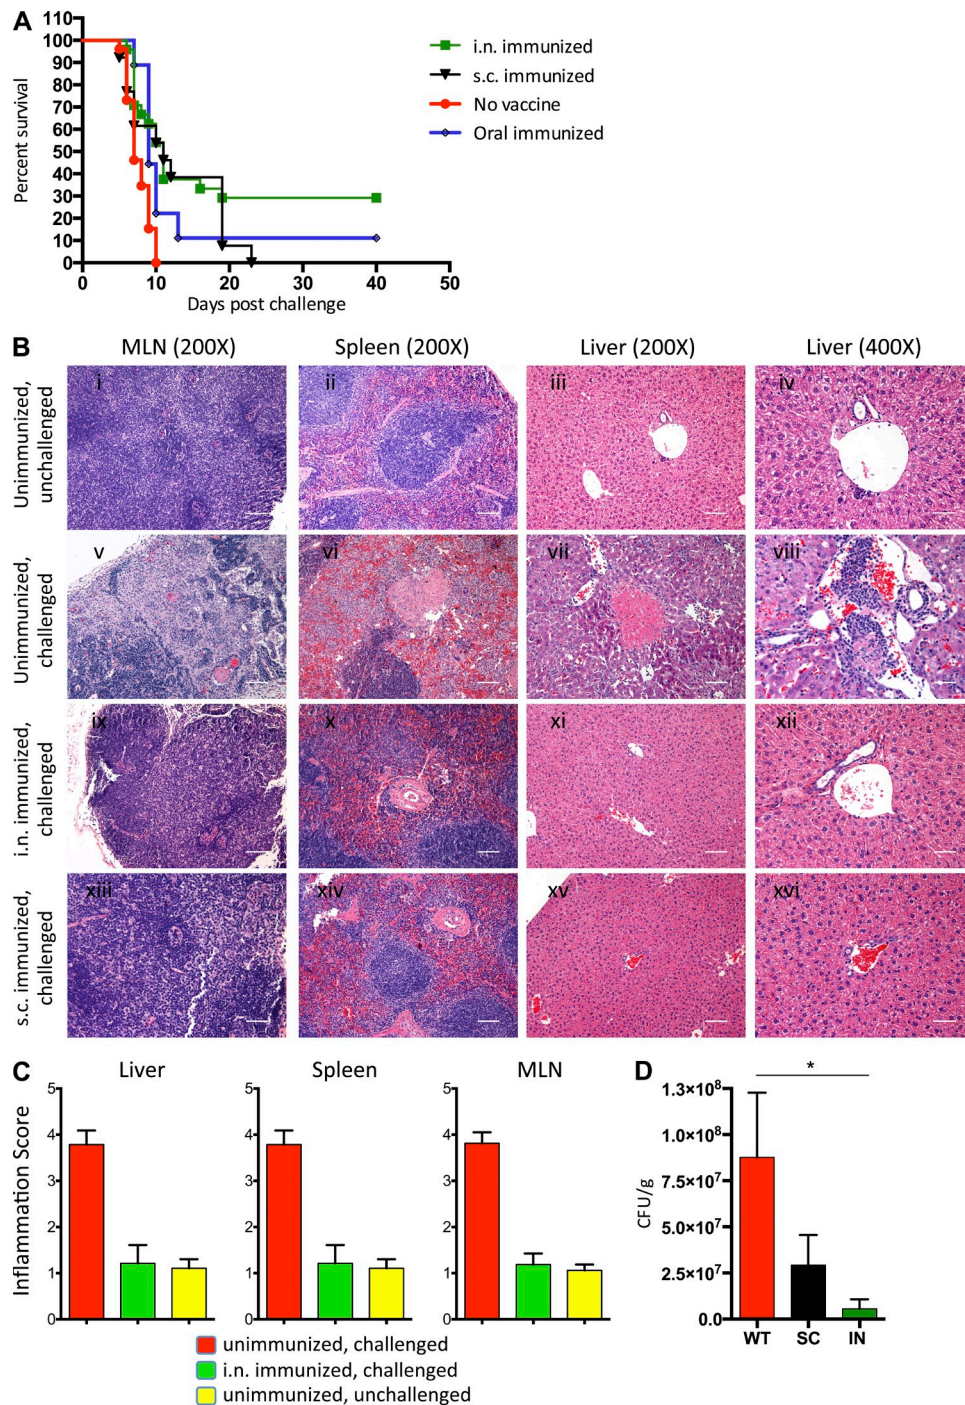 A
110
100
90
80
70
60
50
40
30
20
10
0
Percent survival
0 10 20 30 40 50
Days post challenge
i.n. immunized
s.c. immunized
No vaccine
Oral immunized
B
MLN (200X) Spleen (200X) Liver (200X) Liver (400X)
Unimmunized,
unchallenged
i ii iii iv
Unimmunized,
challenged
v vi vii viii
i.n. immunized,
challenged
ix x xi xii
s.c. immunized,
challenged
xiii xiv xv xvi
C
Liver Spleen MLN
Inflammation Score
5 5 5
4 4 4
3 3 3
2 2 2
1 1 1
0 0 0
unimmunized, challenged
i.n. immunized, challenged
unimmunized, unchallenged
D
*
1.3×10⁸
1.0×10⁸
7.5×10⁷
5.0×10⁷
2.5×10⁷
0.0
CFU/g
WT SC IN